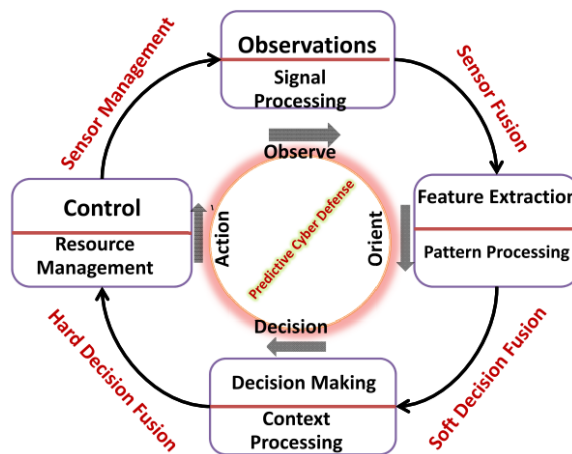 Observations
Signal
Processing
Sensor Management
Sensor Fusion
Observe
Control
Resource
Management
Action
Predictive Cyber Defense
Orient
Feature Extraction
Pattern Processing
Decision
Hard Decision Fusion
Decision Making
Context
Processing
Soft Decision Fusion